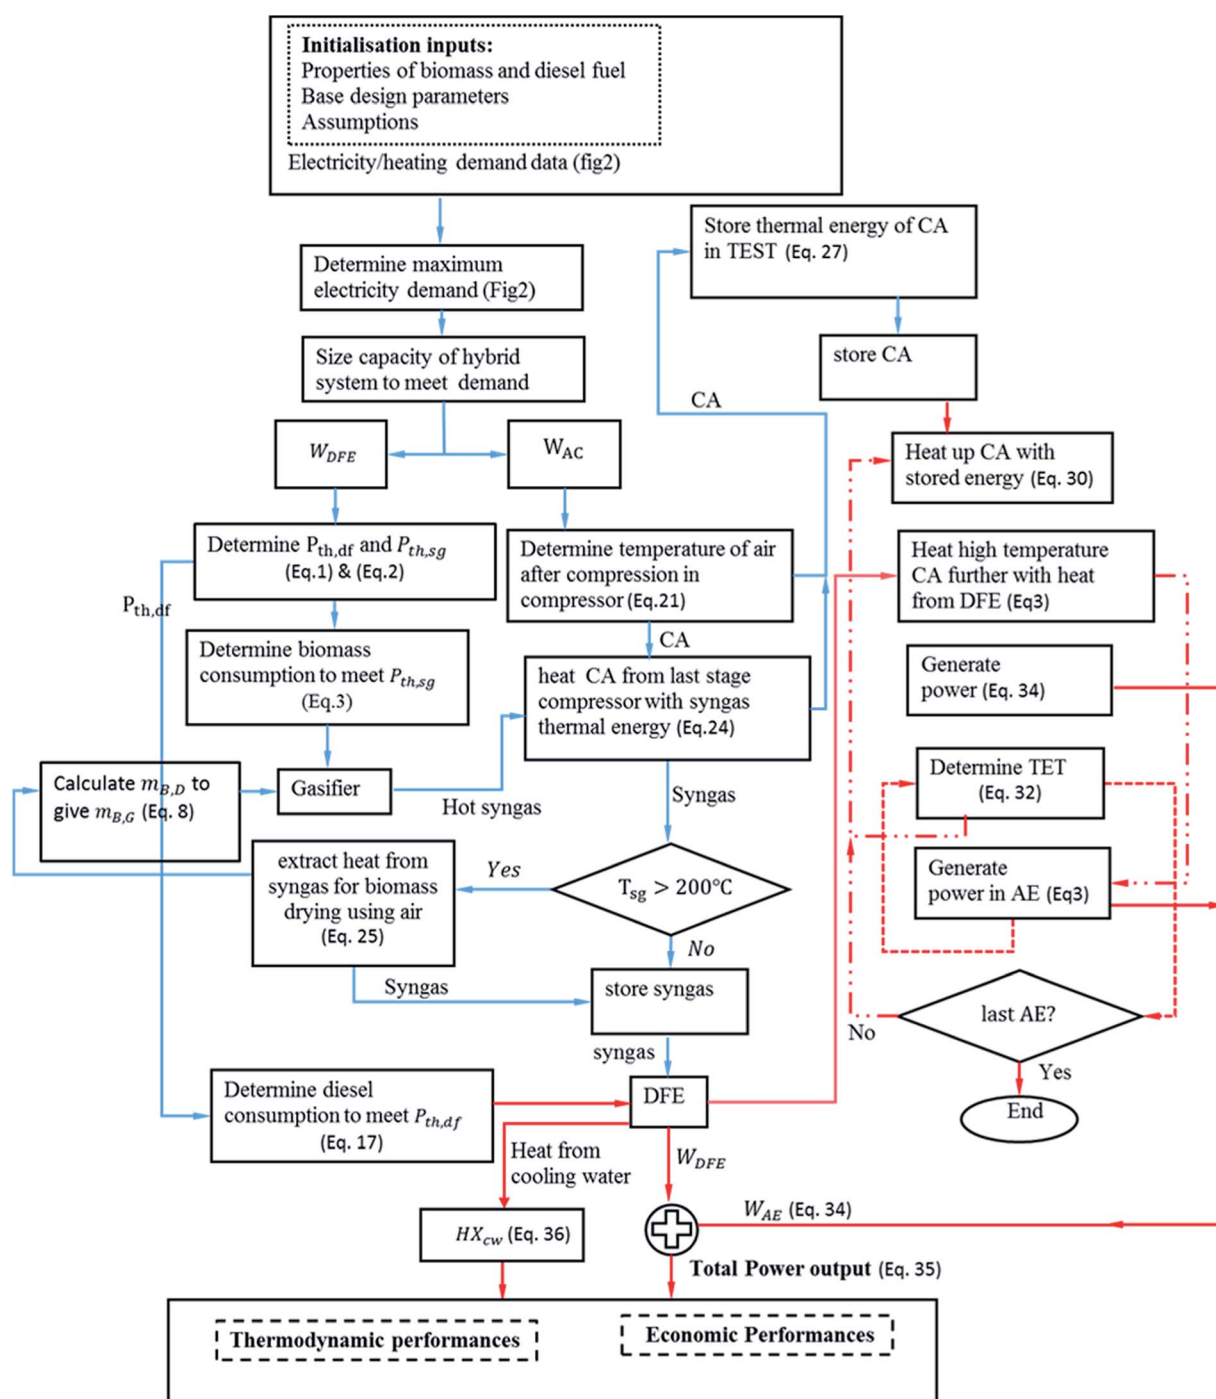 Initialisation inputs:
Properties of biomass and diesel fuel
Base design parameters
Assumptions
Electricity/heating demand data (fig2)
Determine maximum
electricity demand (Fig2)
Size capacity of hybrid
system to meet demand
W_DFE
W_AC
Determine P_th,df and P_th,sg
(Eq.1) & (Eq.2)
P_th,df
Determine biomass
consumption to meet P_th,sg
(Eq.3)
Calculate m_B,D to
give m_B,G (Eq. 8)
Gasifier
Hot syngas
Determine temperature of air
after compression in
compressor (Eq.21)
CA
heat CA from last stage
compressor with syngas
thermal energy (Eq.24)
CA
Store thermal energy of CA
in TEST (Eq. 27)
store CA
Heat up CA with
stored energy (Eq. 30)
Heat high temperature
CA further with heat
from DFE (Eq3)
Generate
power (Eq. 34)
Determine TET
(Eq. 32)
Generate
power in AE (Eq3)
last AE?
No
Yes
End
Syngas
T_sg > 200°C
Yes
No
extract heat from
syngas for biomass
drying using air
(Eq. 25)
Syngas
store syngas
syngas
Determine diesel
consumption to meet P_th,df
(Eq. 17)
DFE
Heat from
cooling water
W_DFE
HX_cw (Eq. 36)
W_AE (Eq. 34)
Total Power output (Eq. 35)
Thermodynamic performances
Economic Performances